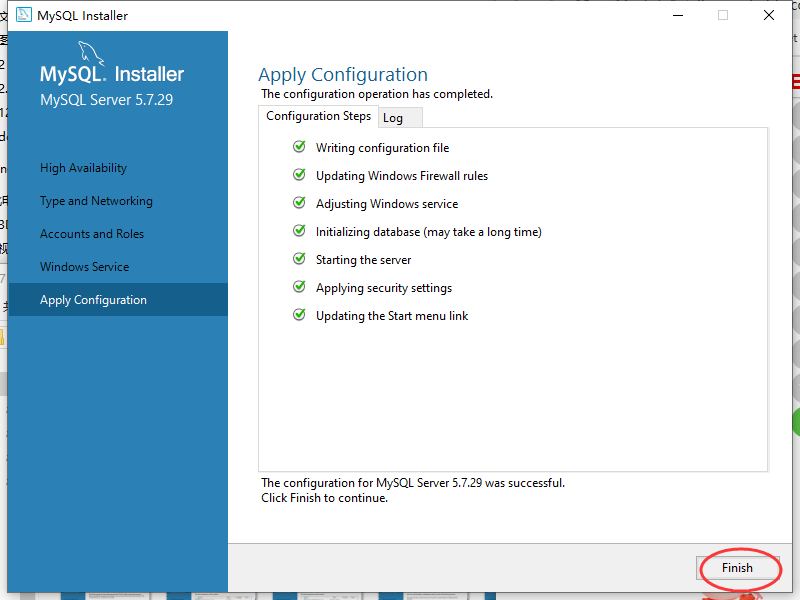 MySQL Installer
MySQL. Installer
MySQL Server 5.7.29
High Availability
Type and Networking
Accounts and Roles
Windows Service
Apply Configuration
Apply Configuration
The configuration operation has completed.
Configuration Steps
Log
Writing configuration file
Updating Windows Firewall rules
Adjusting Windows service
Initializing database (may take a long time)
Starting the server
Applying security settings
Updating the Start menu link
The configuration for MySQL Server 5.7.29 was successful.
Click Finish to continue.
Finish